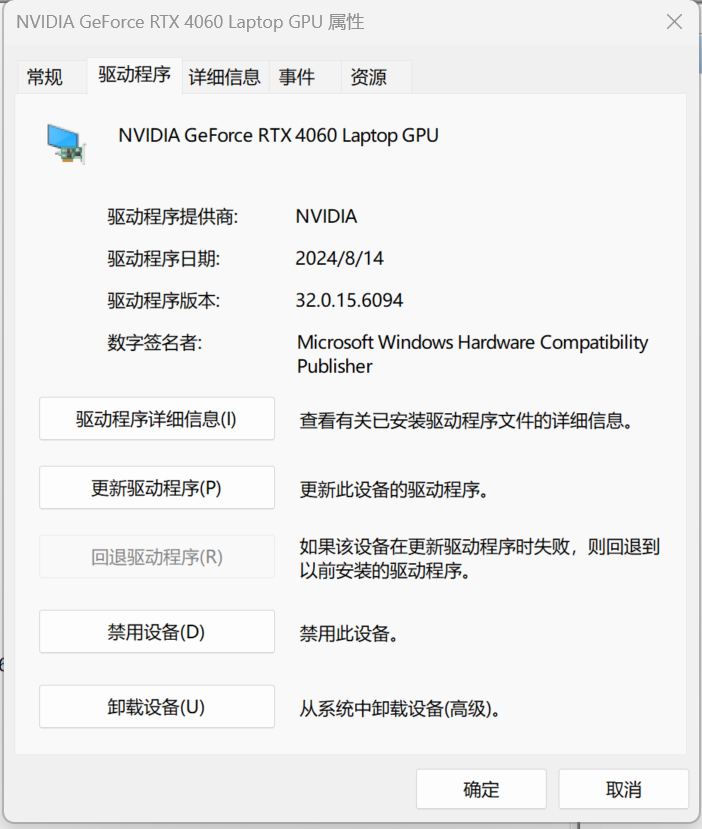 NVIDIA GeForce RTX 4060 Laptop GPU 属性
常规 驱动程序 详细信息 事件 资源
NVIDIA GeForce RTX 4060 Laptop GPU
驱动程序提供商: NVIDIA
驱动程序日期: 2024/8/14
驱动程序版本: 32.0.15.6094
数字签名者: Microsoft Windows Hardware Compatibility
Publisher
驱动程序详细信息(I) 查看有关已安装驱动程序文件的详细信息。
更新驱动程序(P) 更新此设备的驱动程序。
回退驱动程序(R) 如果该设备在更新驱动程序时失败，则回退到
以前安装的驱动程序。
禁用设备(D) 禁用此设备。
卸载设备(U) 从系统中卸载设备(高级)。
确定 取消